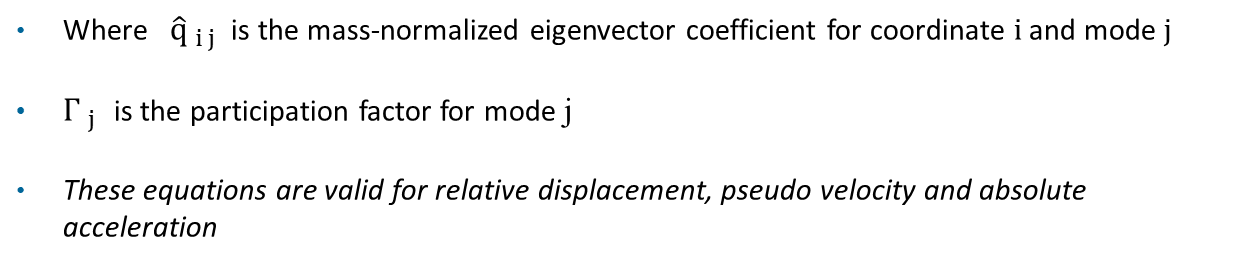 • Where q̂ i j is the mass-normalized eigenvector coefficient for coordinate i and mode j
• Γ j is the participation factor for mode j
• These equations are valid for relative displacement, pseudo velocity and absolute
acceleration